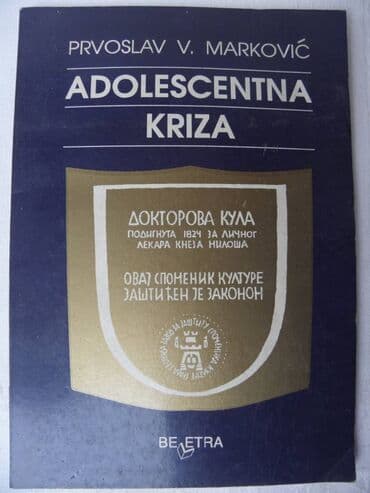 PRVOSLAV V. MARKOVIĆ
ADOLESCENTNA
KRIZA
ДОКТОРОВА КУЛА
ПОДИГНУТА 1824 ЗА ЛИЧНОГ
ЛЕКАРА КНЕЗА МИЛОША
ОВАЈ СПОМЕНИК КУЛТУРЕ
ЗАШТИЋЕН ЈЕ ЗАКОНОМ
BELETRA